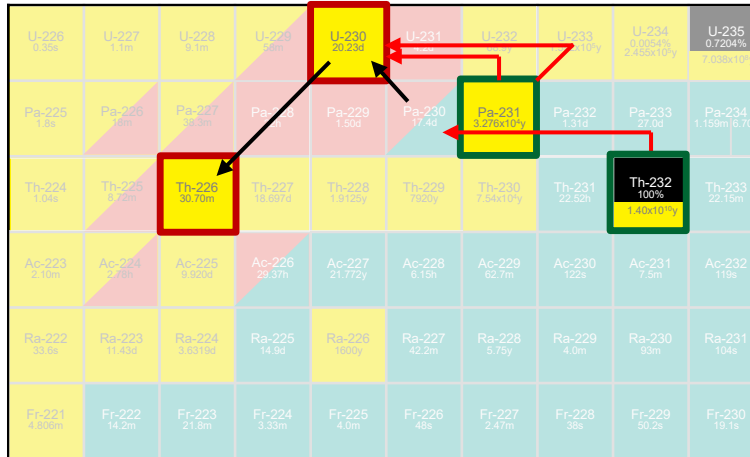 U-226
0.35s
U-227
1.1m
U-228
9.1m
U-229
U-230
20.23d
U-231
U-232
U-233
U-234
0.0054%
2.455x10⁵y
U-235
0.7204%
7.038x10⁸y
Pa-225
1.8s
Pa-226
Pa-227
38.3m
Pa-228
Pa-229
1.50d
Pa-230
17.4d
Pa-231
3.276x10⁴y
Pa-232
1.31d
Pa-233
27.0d
Pa-234
1.159m
6.70
Th-224
1.04s
Th-225
8.72m
Th-226
30.70m
Th-227
18.697d
Th-228
1.9125y
Th-229
7920y
Th-230
7.54x10⁴y
Th-231
22.52h
Th-232
100%
1.40x10¹⁰y
Th-233
22.15m
Ac-223
2.10m
Ac-224
2.78h
Ac-225
9.920d
Ac-226
29.37h
Ac-227
21.772y
Ac-228
6.15h
Ac-229
62.7m
Ac-230
122s
Ac-231
7.5m
Ac-232
119s
Ra-222
33.6s
Ra-223
11.43d
Ra-224
3.6319d
Ra-225
14.9d
Ra-226
1600y
Ra-227
42.2m
Ra-228
5.75y
Ra-229
4.0m
Ra-230
93m
Ra-231
104s
Fr-221
4.806m
Fr-222
14.2m
Fr-223
21.8m
Fr-224
3.33m
Fr-225
4.0m
Fr-226
48s
Fr-227
2.47m
Fr-228
38s
Fr-229
50.2s
Fr-230
19.1s